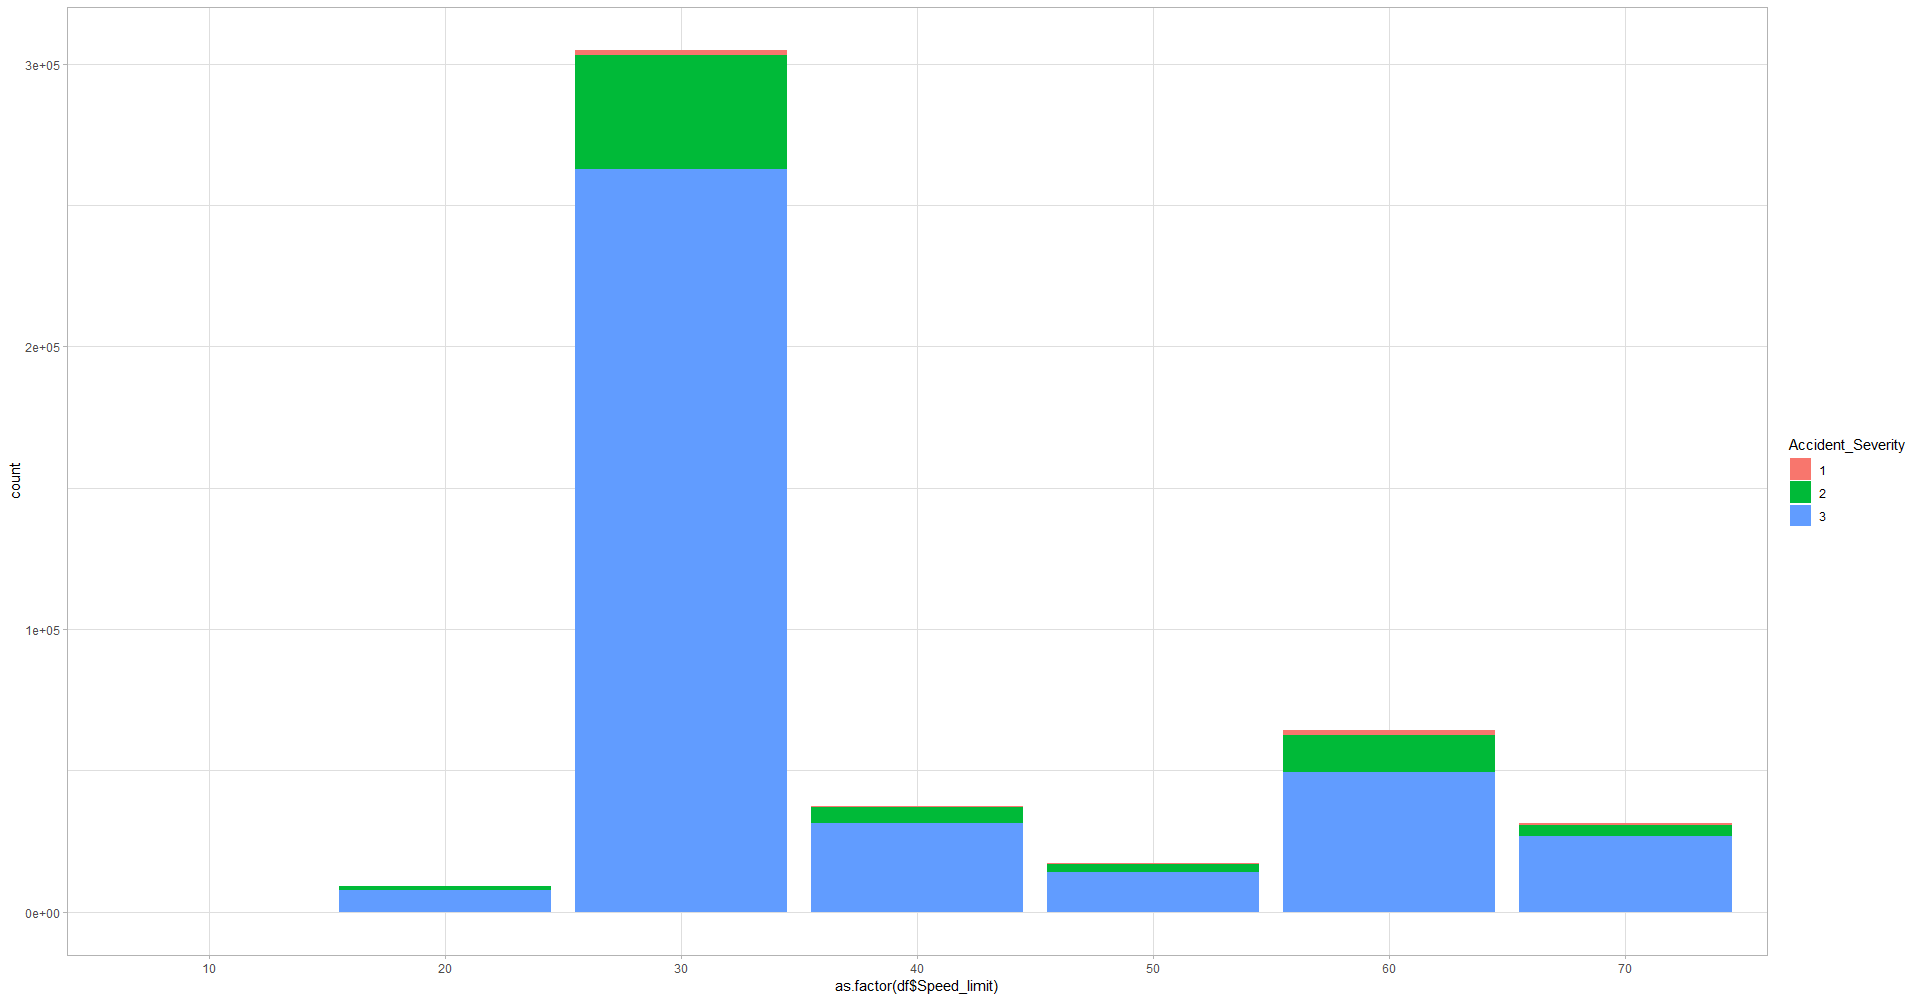 3e+05
2e+05
1e+05
0e+00
count
10 20 30 40 50 60 70
as.factor(df$Speed_limit)
Accident_Severity
1
2
3